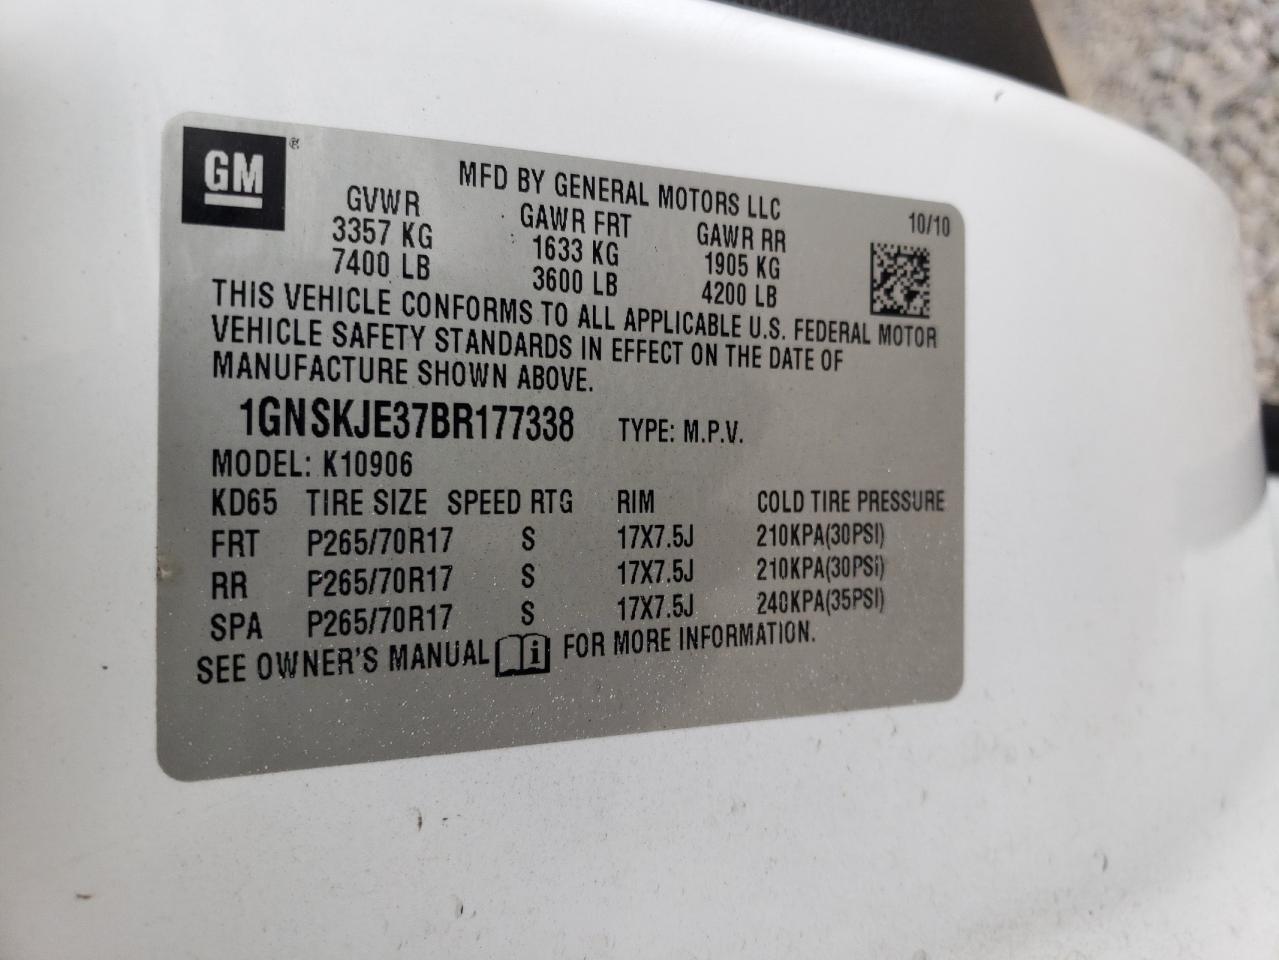 GM®
MFD BY GENERAL MOTORS LLC
10/10
GVWR GAWR FRT GAWR RR
3357 KG 1633 KG 1905 KG
7400 LB 3600 LB 4200 LB
THIS VEHICLE CONFORMS TO ALL APPLICABLE U.S. FEDERAL MOTOR
VEHICLE SAFETY STANDARDS IN EFFECT ON THE DATE OF
MANUFACTURE SHOWN ABOVE.
1GNSKJE37BR177338 TYPE: M.P.V.
MODEL: K10906
KD65 TIRE SIZE SPEED RTG RIM COLD TIRE PRESSURE
FRT P265/70R17 S 17X7.5J 210KPA(30PSI)
RR P265/70R17 S 17X7.5J 210KPA(30PSI)
SPA P265/70R17 S 17X7.5J 240KPA(35PSI)
SEE OWNER'S MANUAL i FOR MORE INFORMATION.